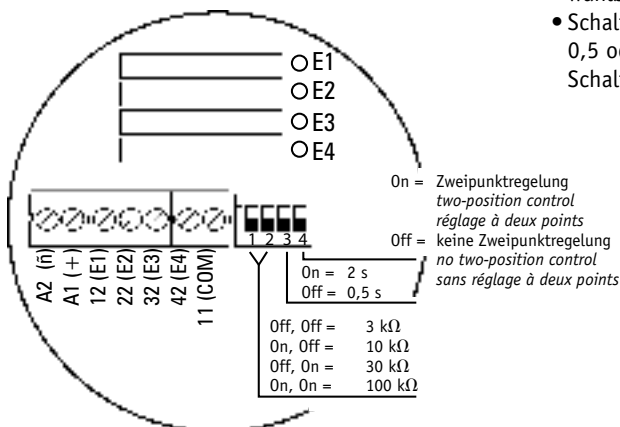 • Schalt
0,5 od
Schalt
E1
E2
E3
E4
On = Zweipunktregelung
two-position control
réglage à deux points
Off = keine Zweipunktregelung
no two-position control
sans réglage à deux points
1 2 3 4
A2 (ñ)
A1 (+)
12 (E1)
22 (E2)
32 (E3)
42 (E4)
11 (COM)
On = 2 s
Off = 0,5 s
Off, Off = 3 kΩ
On, Off = 10 kΩ
Off, On = 30 kΩ
On, On = 100 kΩ